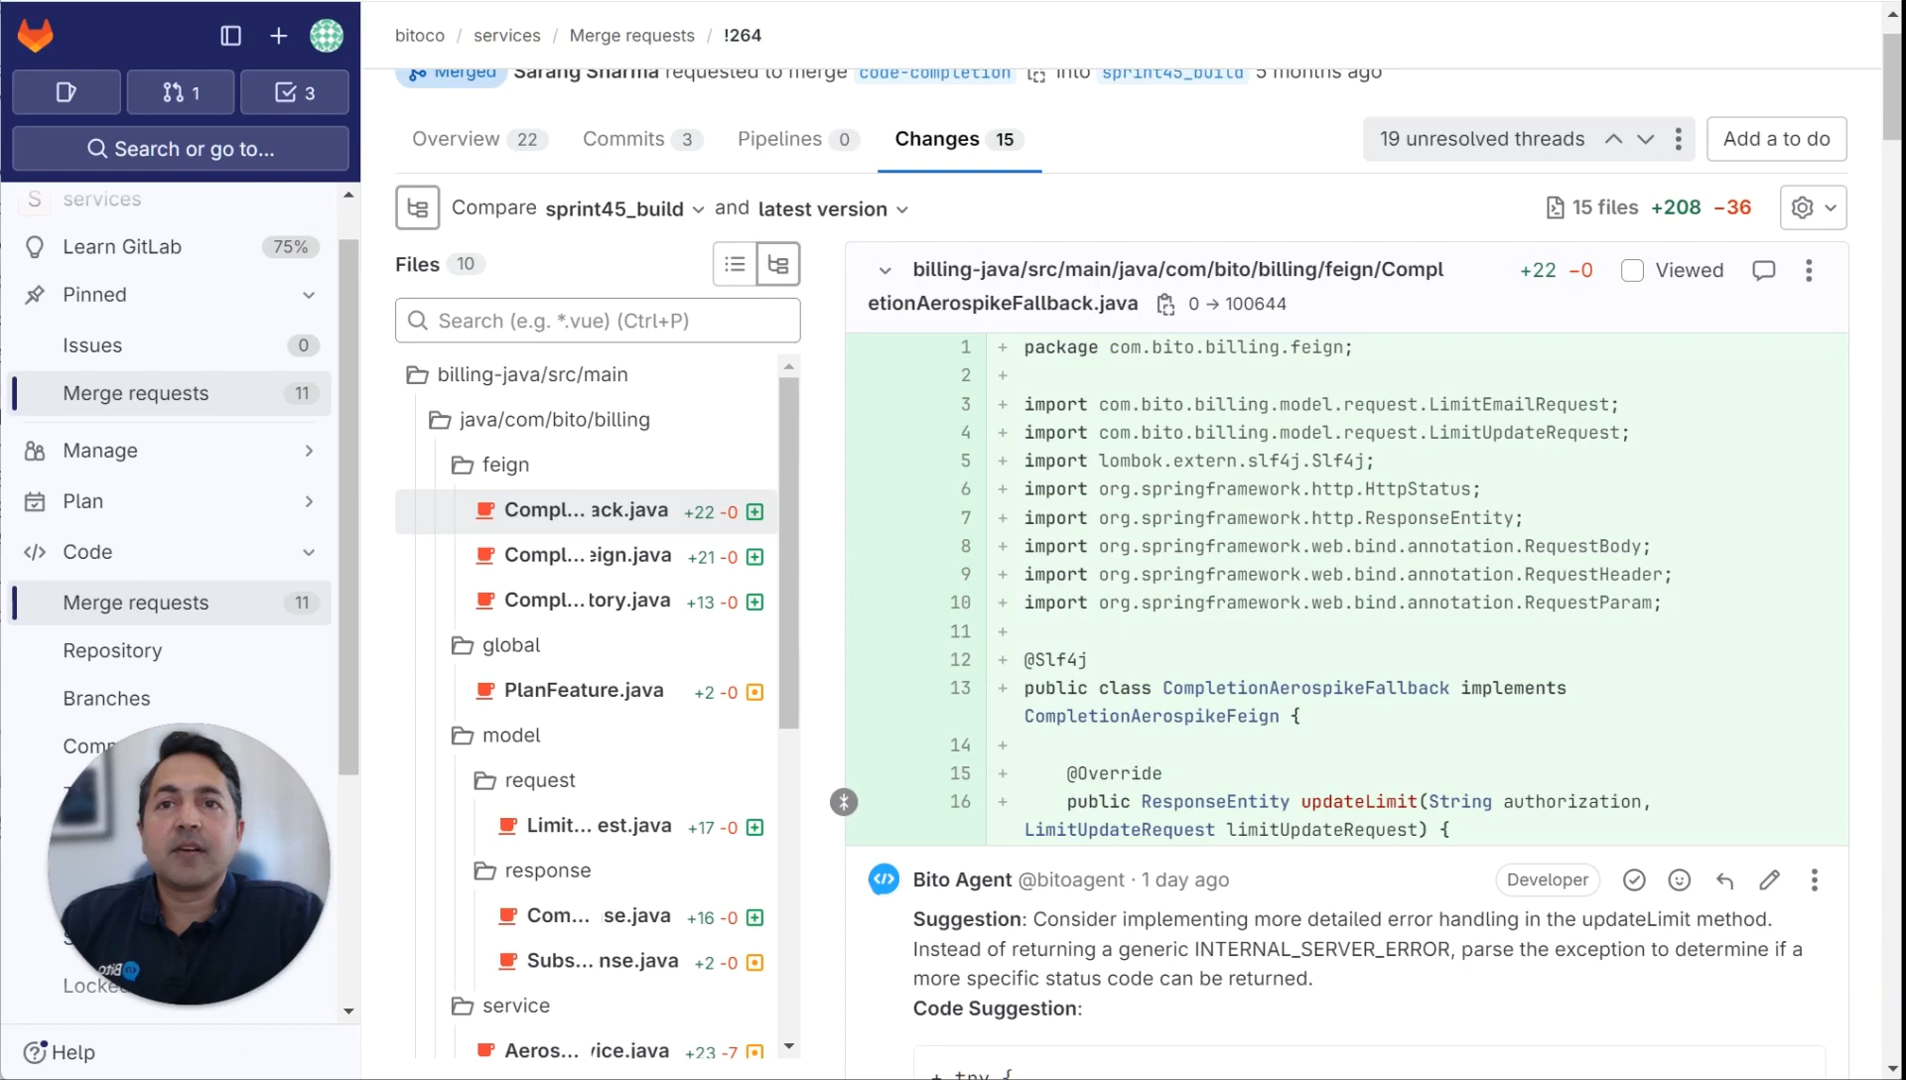 1
3
Search or go to...
S services
Learn GitLab 75%
Pinned
Issues 0
Merge requests 11
Manage
Plan
Code
Merge requests 11
Repository
Branches
Help
bitoco / services / Merge requests / !264
Merged Sarang Sharma requested to merge code-completion into sprint45_build 5 months ago
Overview 22 Commits 3 Pipelines 0 Changes 15
19 unresolved threads
Add a to do
Compare sprint45_build and latest version
15 files +208 −36
Files 10
Search (e.g. *.vue) (Ctrl+P)
billing-java/src/main
java/com/bito/billing
feign
Compl... ack.java +22 -0
Compl... eign.java +21 -0
Compl... tory.java +13 -0
global
PlanFeature.java +2 -0
model
request
Limit... est.java +17 -0
response
Com... se.java +16 -0
Subs... nse.java +2 -0
service
Aeros... vice.java +23 -7
billing-java/src/main/java/com/bito/billing/feign/Compl
etionAerospikeFallback.java 0 → 100644
+22 −0 Viewed
1 + package com.bito.billing.feign;
2 +
3 + import com.bito.billing.model.request.LimitEmailRequest;
4 + import com.bito.billing.model.request.LimitUpdateRequest;
5 + import lombok.extern.slf4j.Slf4j;
6 + import org.springframework.http.HttpStatus;
7 + import org.springframework.http.ResponseEntity;
8 + import org.springframework.web.bind.annotation.RequestBody;
9 + import org.springframework.web.bind.annotation.RequestHeader;
10 + import org.springframework.web.bind.annotation.RequestParam;
11 +
12 + @Slf4j
13 + public class CompletionAerospikeFallback implements
CompletionAerospikeFeign {
14 +
15 + @Override
16 + public ResponseEntity updateLimit(String authorization,
LimitUpdateRequest limitUpdateRequest) {
Bito Agent @bitoagent · 1 day ago
Developer
Suggestion: Consider implementing more detailed error handling in the updateLimit method.
Instead of returning a generic INTERNAL_SERVER_ERROR, parse the exception to determine if a
more specific status code can be returned.
Code Suggestion:
+ try {